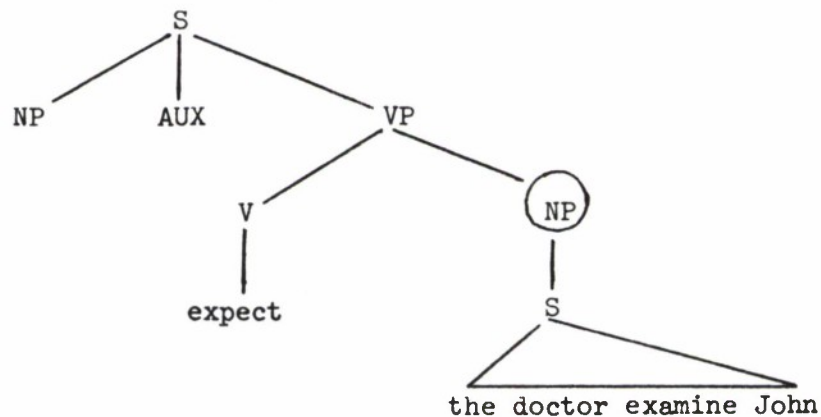 S
NP AUX VP
V NP
expect S
the doctor examine John